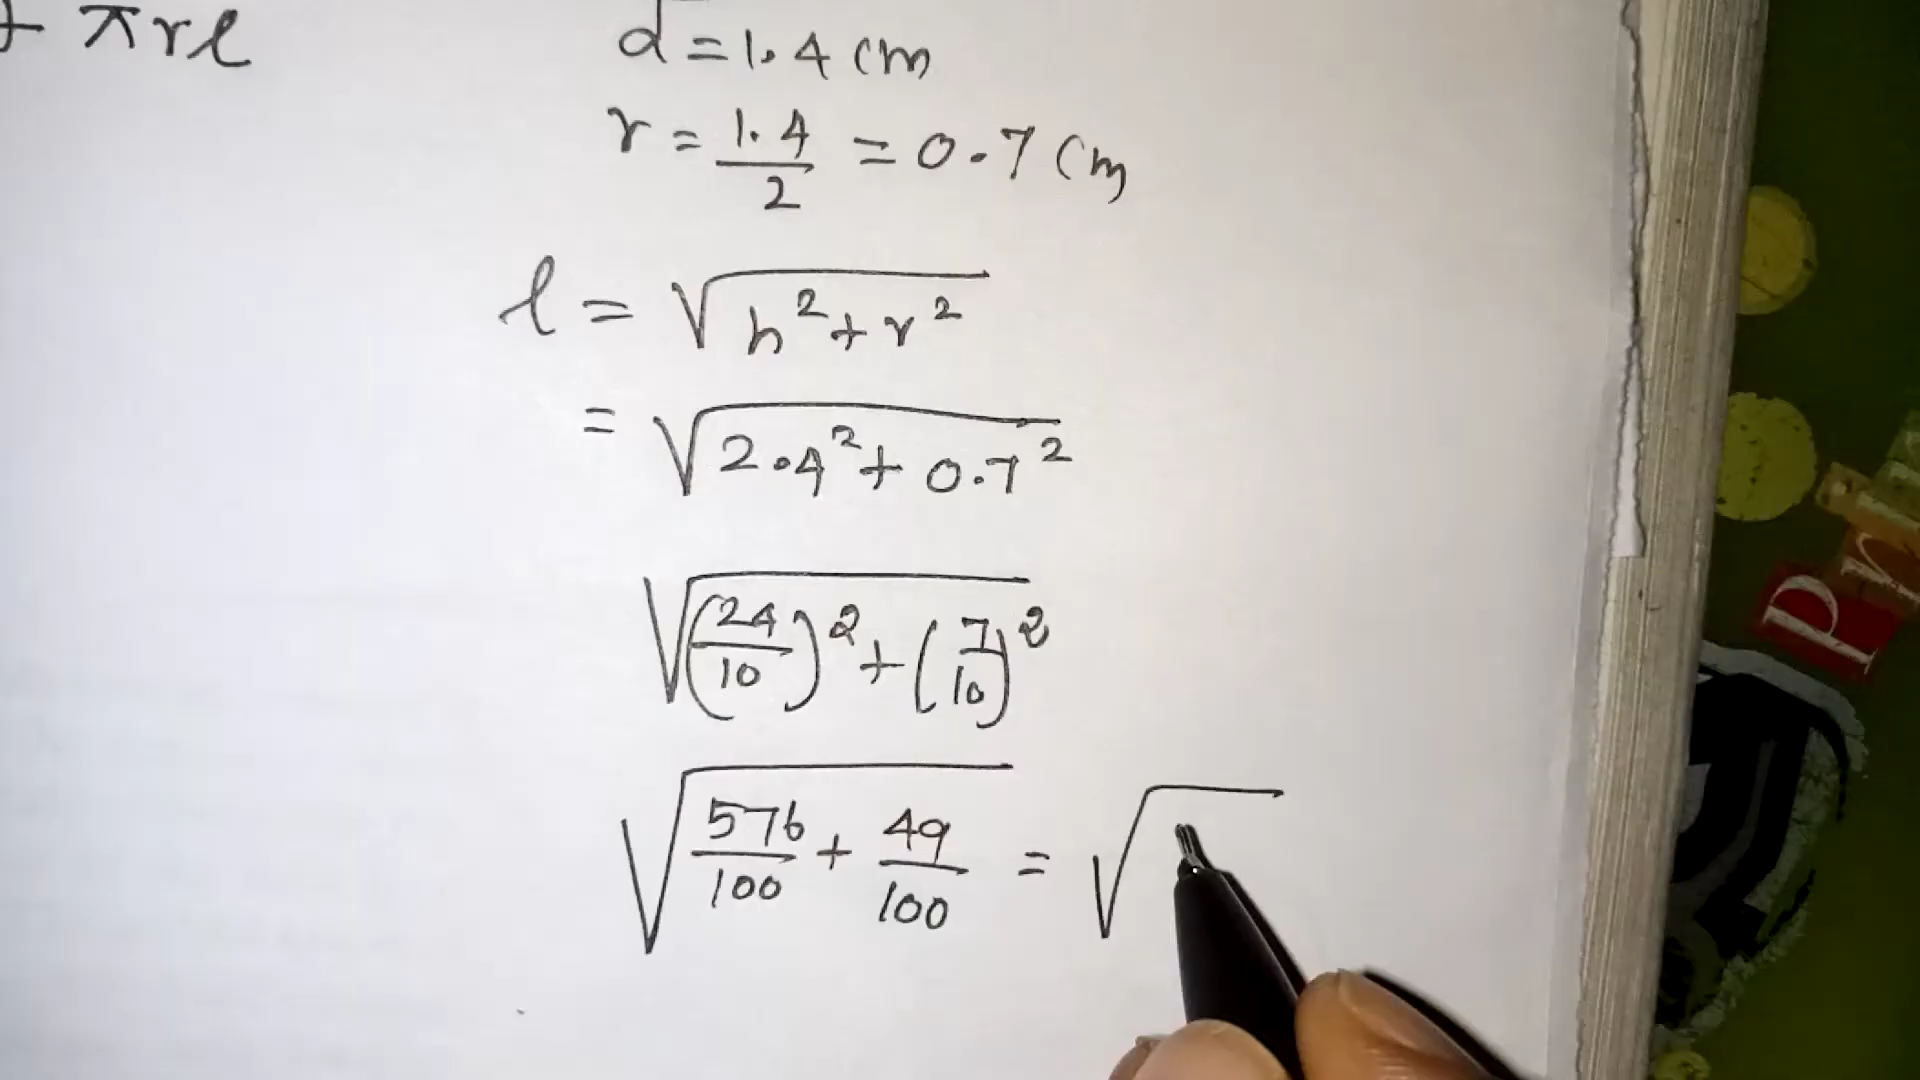 + πrl
d = 1.4 cm
r = 1.4/2 = 0.7 cm
l = √(h²+r²)
= √(2.4² + 0.7²)
√((24/10)² + (7/10)²)
√(576/100 + 49/100) = √